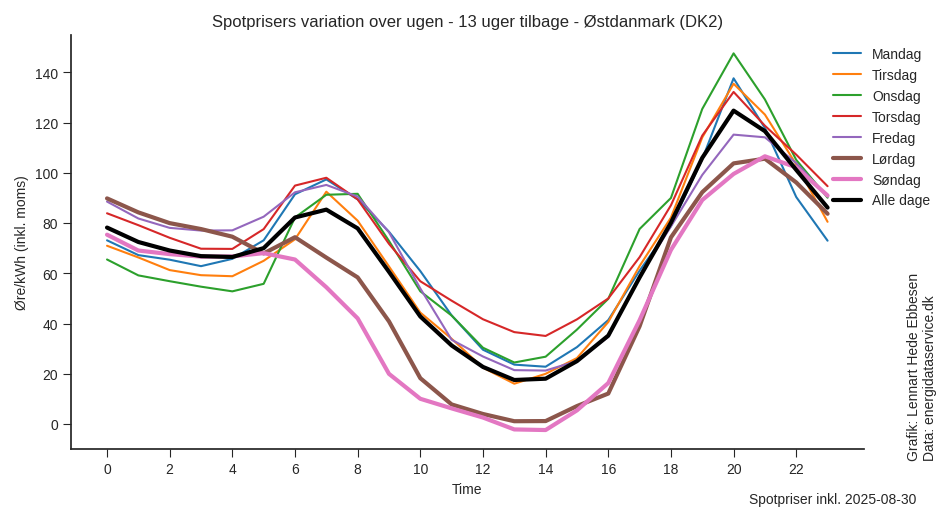 Spotprisers variation over ugen - 13 uger tilbage - Østdanmark (DK2)
Øre/kWh (inkl. moms)
140
120
100
80
60
40
20
0
0 2 4 6 8 10 12 14 16 18 20 22
Time
Mandag
Tirsdag
Onsdag
Torsdag
Fredag
Lørdag
Søndag
Alle dage
Grafik: Lennart Hede Ebbesen
Data: energidataservice.dk
Spotpriser inkl. 2025-08-30